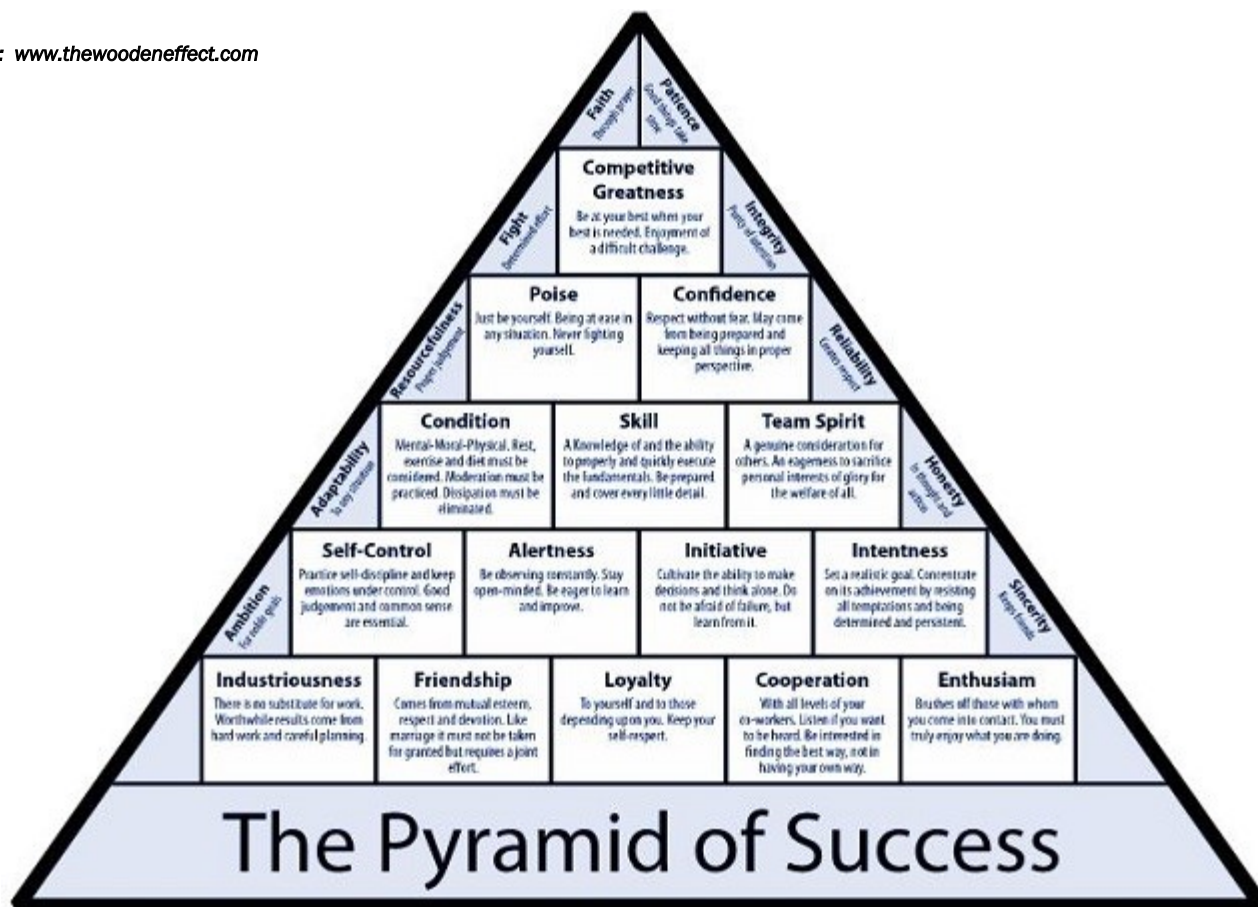 : www.thewoodeneffect.com
Faith
Through prayer
Patience
Good things take
time
Competitive
Greatness
Be at your best when your
best is needed. Enjoyment of
a difficult challenge.
Fight
Determined effort
Integrity
Purity of intention
Poise
Just be yourself. Being at ease in
any situation. Never fighting
yourself.
Confidence
Respect without fear. May come
from being prepared and
keeping all things in proper
perspective.
Resourcefulness
Proper judgement
Reliability
Creates respect
Condition
Mental-Moral-Physical. Rest,
exercise and diet must be
considered. Moderation must be
practiced. Dissipation must be
eliminated.
Skill
A Knowledge of and the ability
to properly and quickly execute
the fundamentals. Be prepared
and cover every little detail.
Team Spirit
A genuine considerartion for
others. An eagerness to sacrifice
personal interests of glory for
the welfare of all.
Adaptability
To any situation
Honesty
In thought and
action
Self-Control
Practice self-discipline and keep
emotions under control. Good
judgement and common sense
are essential.
Alertness
Be observing constantly. Stay
open-minded. Be eager to learn
and improve.
Initiative
Cultivate the ability to make
decisions and think alone. Do
not be afraid of failure, but
learn from it.
Intentness
Set a realistic goal. Concentrate
on its achievement by resisting
all temptations and being
determined and persistent.
Ambition
For noble goals
Sincerity
Keeps friends
Industriousness
There is no substitute for work.
Worthwhile results come from
hard work and careful planning.
Friendship
Comes from mutual esteem,
respect and devotion. Like
marriage it must not be taken
for granted but requires a joint
effort.
Loyalty
To yourself and to those
depending upon you. Keep your
self-respect.
Cooperation
With all levels of your
co-workers. Listen if you want
to be heard. Be interested in
finding the best way, not in
having your own way.
Enthusiam
Brushes off those with whom
you come into contact. You must
truly enjoy what you are doing.
The Pyramid of Success